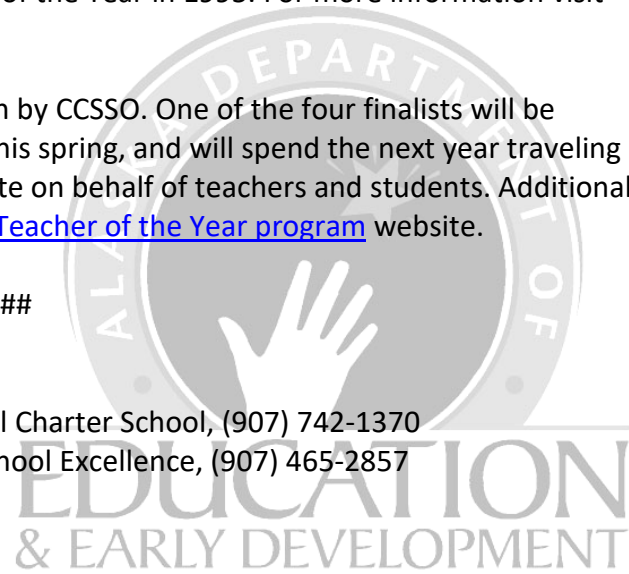 of the Year in 1995. For more information visit
ALASKA DEPARTMENT OF
n by CCSSO. One of the four finalists will be
his spring, and will spend the next year traveling
te on behalf of teachers and students. Additional
Teacher of the Year program website.
##
l Charter School, (907) 742-1370
hool Excellence, (907) 465-2857
EDUCATION
& EARLY DEVELOPMENT